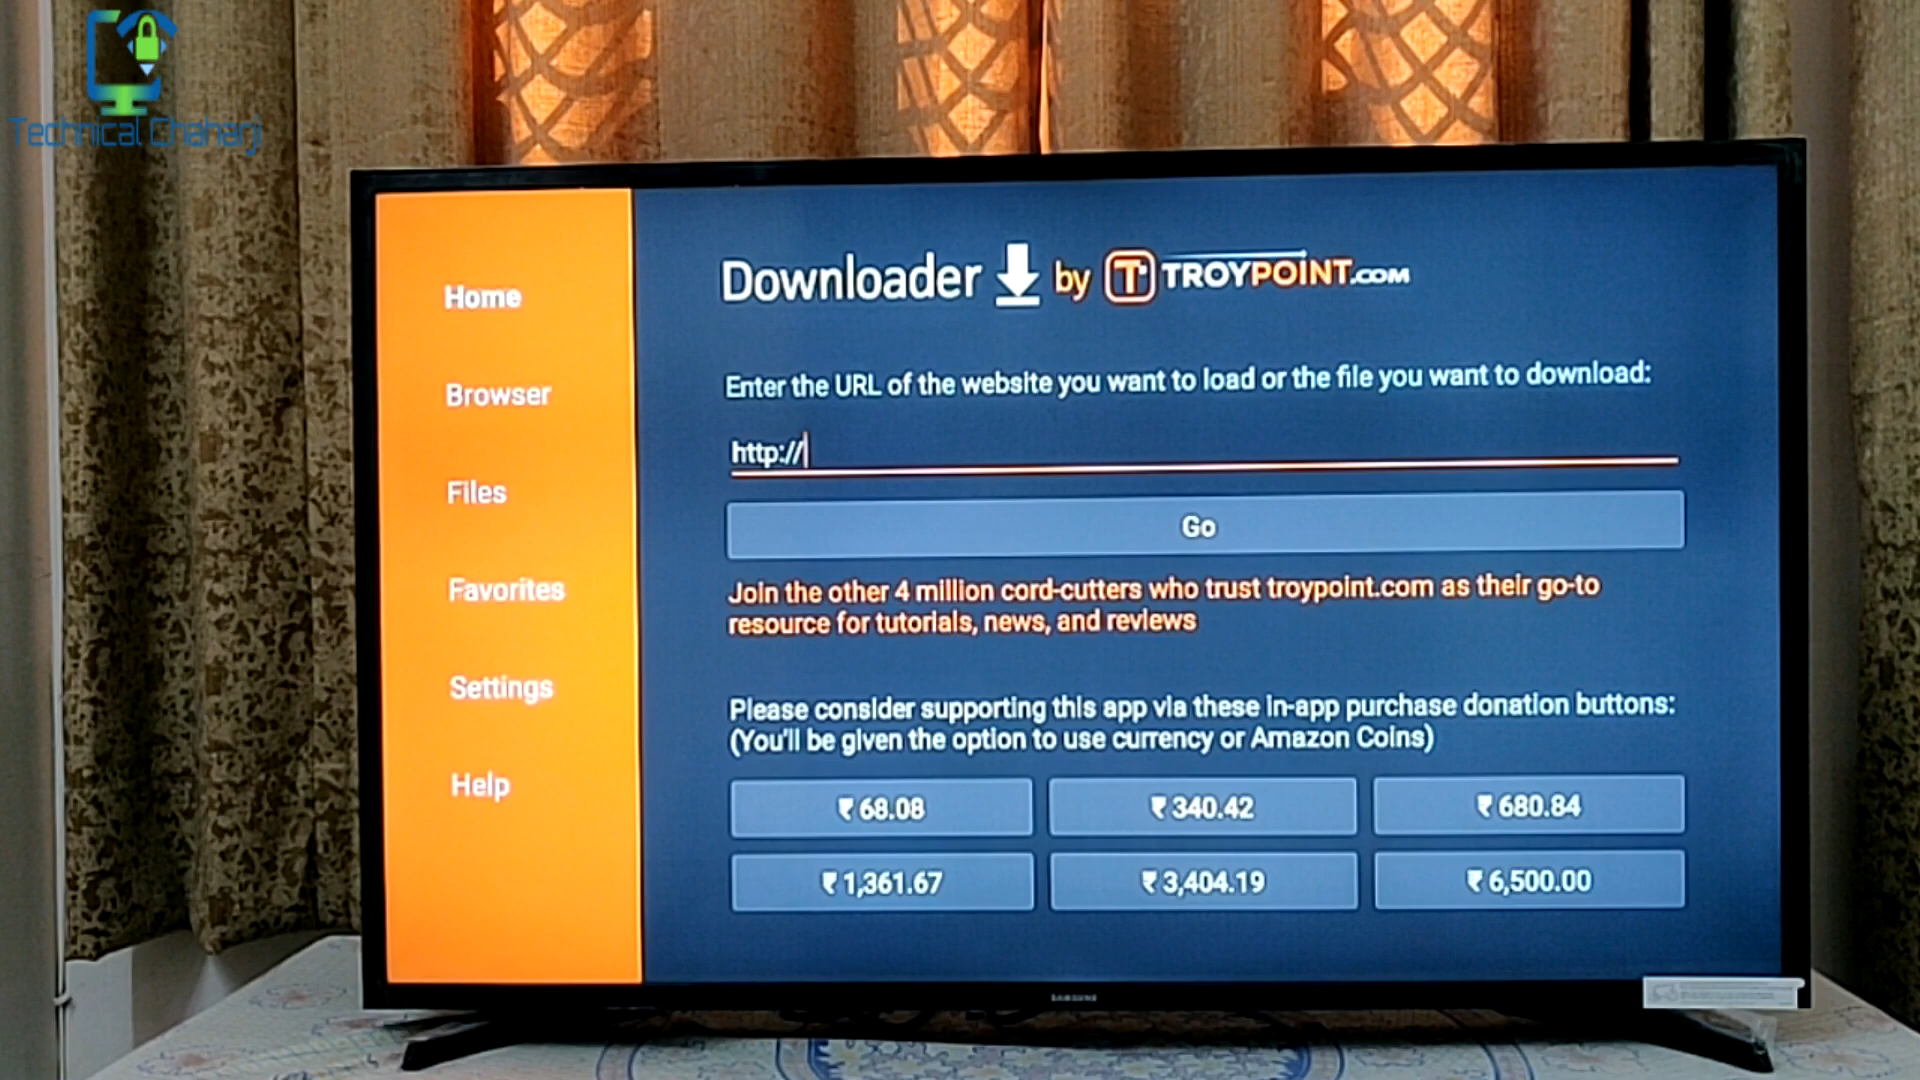 Technical Chaharji
Home
Browser
Files
Favorites
Settings
Help
Downloader by TROYPOINT.COM
Enter the URL of the website you want to load or the file you want to download:
http://
Go
Join the other 4 million cord-cutters who trust troypoint.com as their go-to
resource for tutorials, news, and reviews
Please consider supporting this app via these in-app purchase donation buttons:
(You'll be given the option to use currency or Amazon Coins)
₹ 68.08
₹ 340.42
₹ 680.84
₹ 1,361.67
₹ 3,404.19
₹ 6,500.00
SAMSUNG